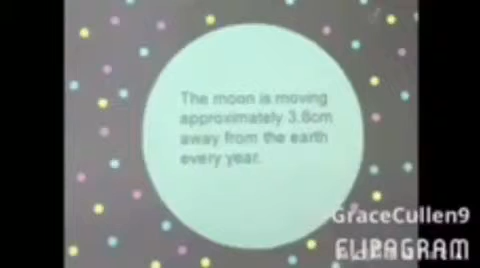 The moon is moving
approximately 3.8cm
away from the earth
every year.
GraceCullen9
FLIPAGRAM